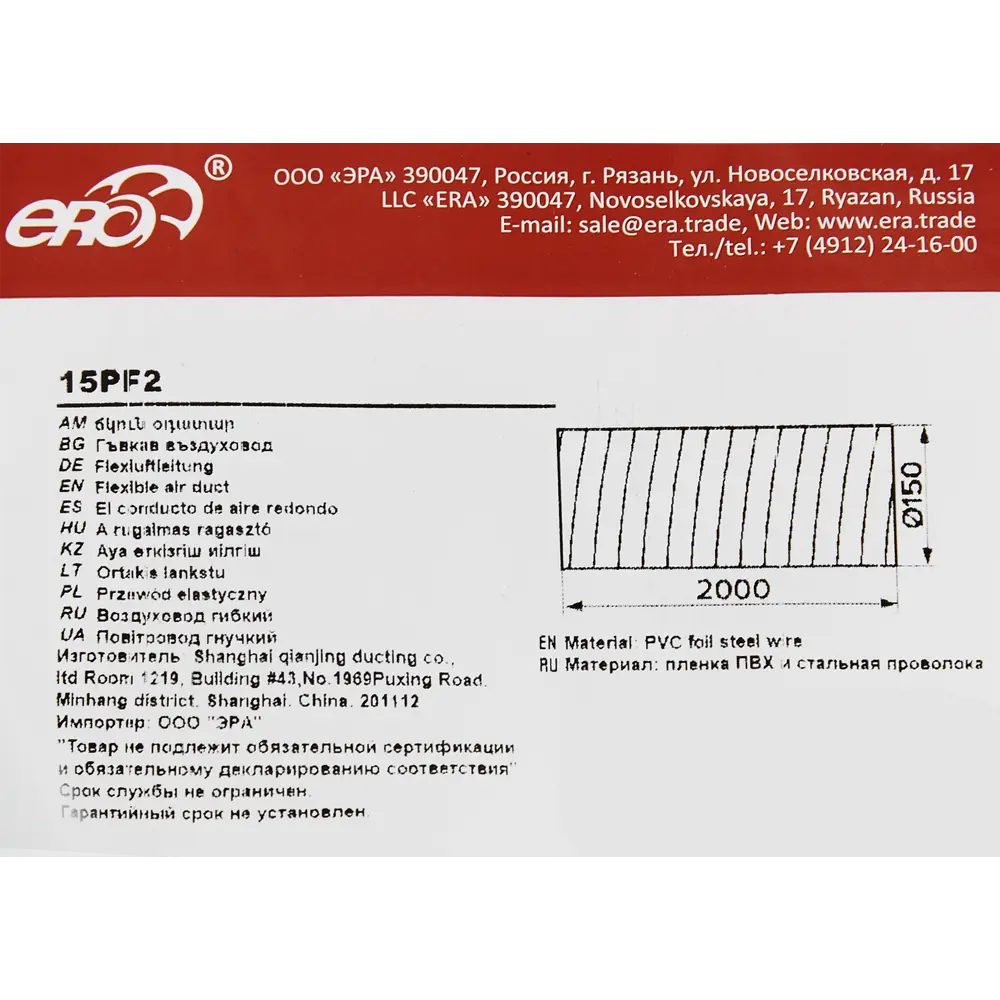 ERA ®
ООО «ЭРА» 390047, Россия, г. Рязань, ул. Новоселковская, д. 17
LLC «ERA» 390047, Novoselkovskaya, 17, Ryazan, Russia
E-mail: sale@era.trade, Web: www.era.trade
Тел./tel.: +7 (4912) 24-16-00
15PF2
AM ճկուն օդատար
BG Гъвкав въздуховод
DE Flexluftleitung
EN Flexible air duct
ES El conducto de aire redondo
HU A rugalmas ragasztó
KZ Ауа өткізгіш иілгіш
LT Ortakis lankstu
PL Przewód elastyczny
RU Воздуховод гибкий
UA Повітровод гнучкий
Изготовитель: Shanghai qianjing ducting co.,
ltd Room 1219, Building #43,No.1969Puxing Road.
Minhang district. Shanghai. China. 201112
Импортер: ООО "ЭРА"
"Товар не подлежит обязательной сертификации
и обязательному декларированию соответствия"
Срок службы не ограничен.
Гарантийный срок не установлен.
Ø150
2000
EN Material: PVC foil steel wire
RU Материал: пленка ПВХ и стальная проволока